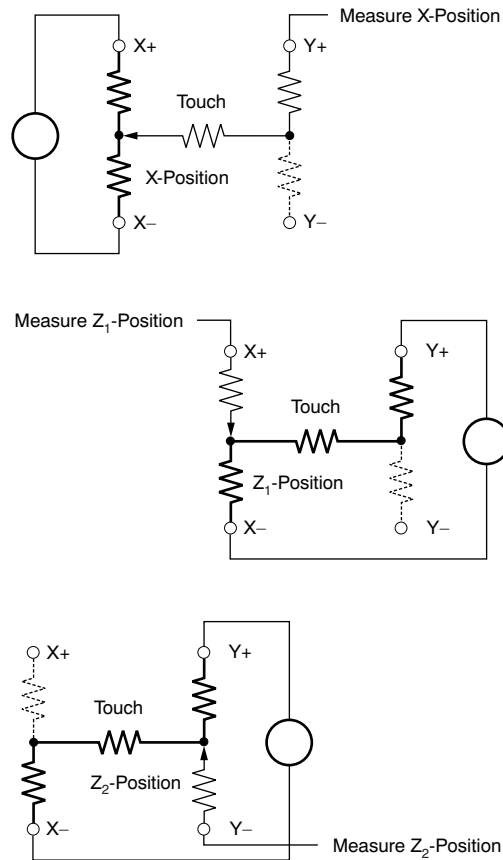 Measure X-Position
X+
Y+
Touch
X-Position
X–
Y–
Measure Z₁-Position
X+
Y+
Touch
Z₁-Position
X–
Y–
X+
Y+
Touch
Z₂-Position
X–
Y–
Measure Z₂-Position